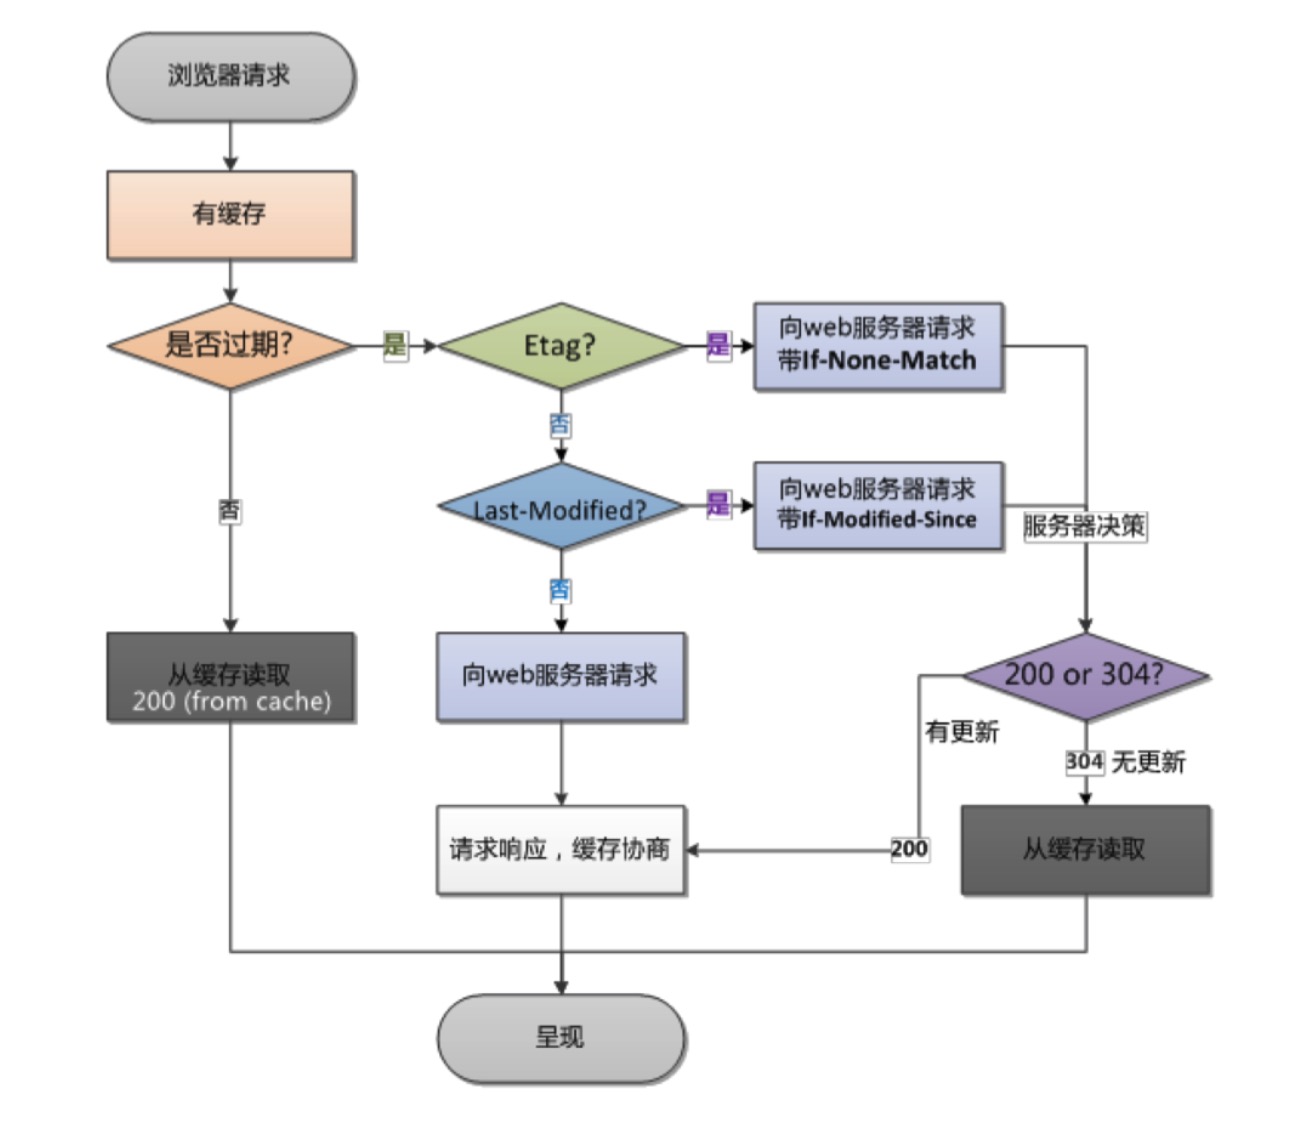 浏览器请求
有缓存
是否过期?
是
Etag?
是
向web服务器请求
带If-None-Match
否
否
Last-Modified?
是
向web服务器请求
带If-Modified-Since
服务器决策
否
从缓存读取
200 (from cache)
向web服务器请求
200 or 304?
有更新
304 无更新
请求响应，缓存协商
200
从缓存读取
呈现